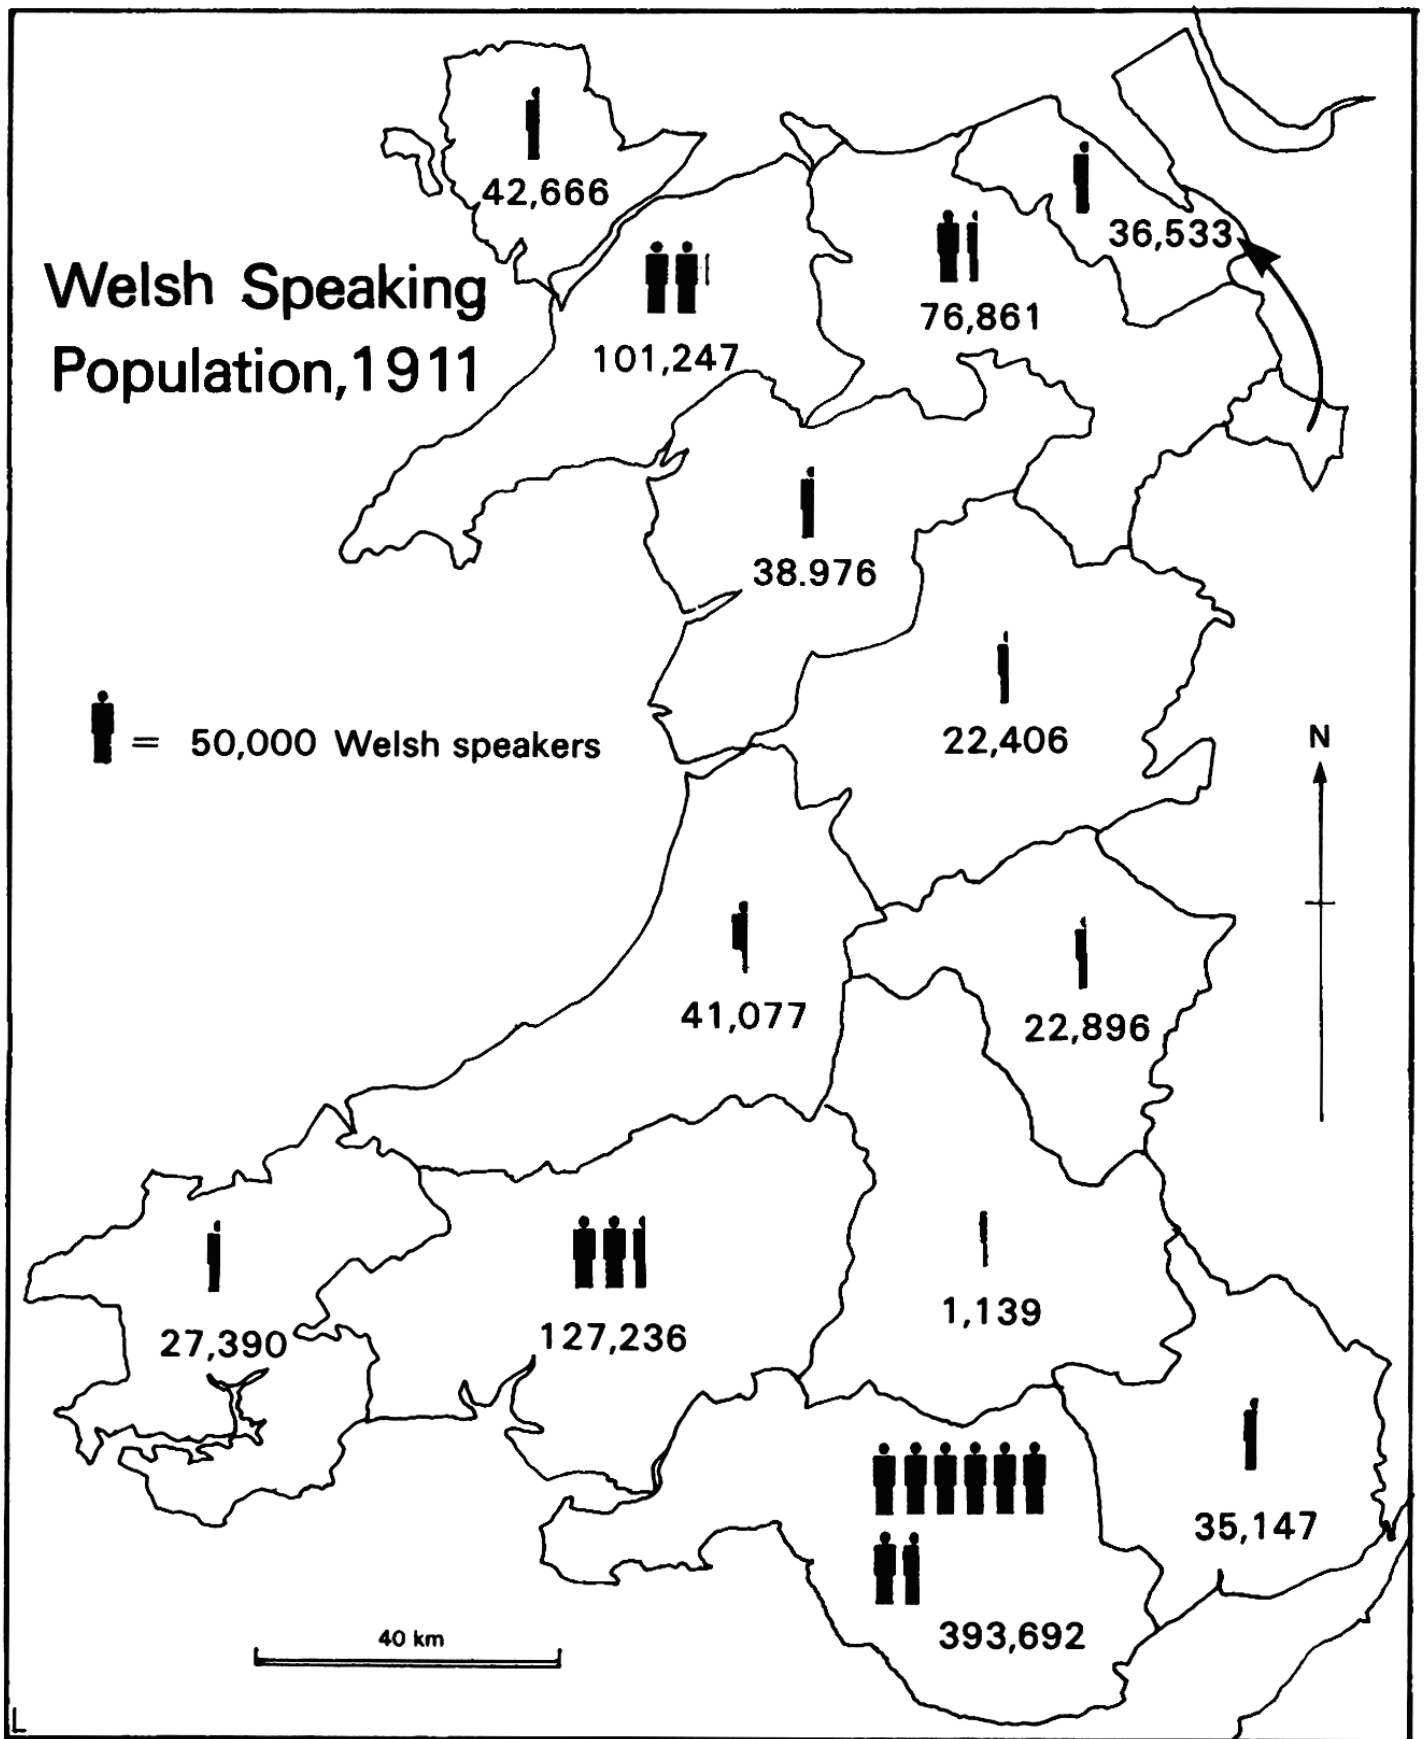 42,666
36,533
Welsh Speaking
Population,1911
101,247
76,861
38.976
= 50,000 Welsh speakers
22,406
N
41,077
22,896
27,390
127,236
1,139
35,147
393,692
40 km
L